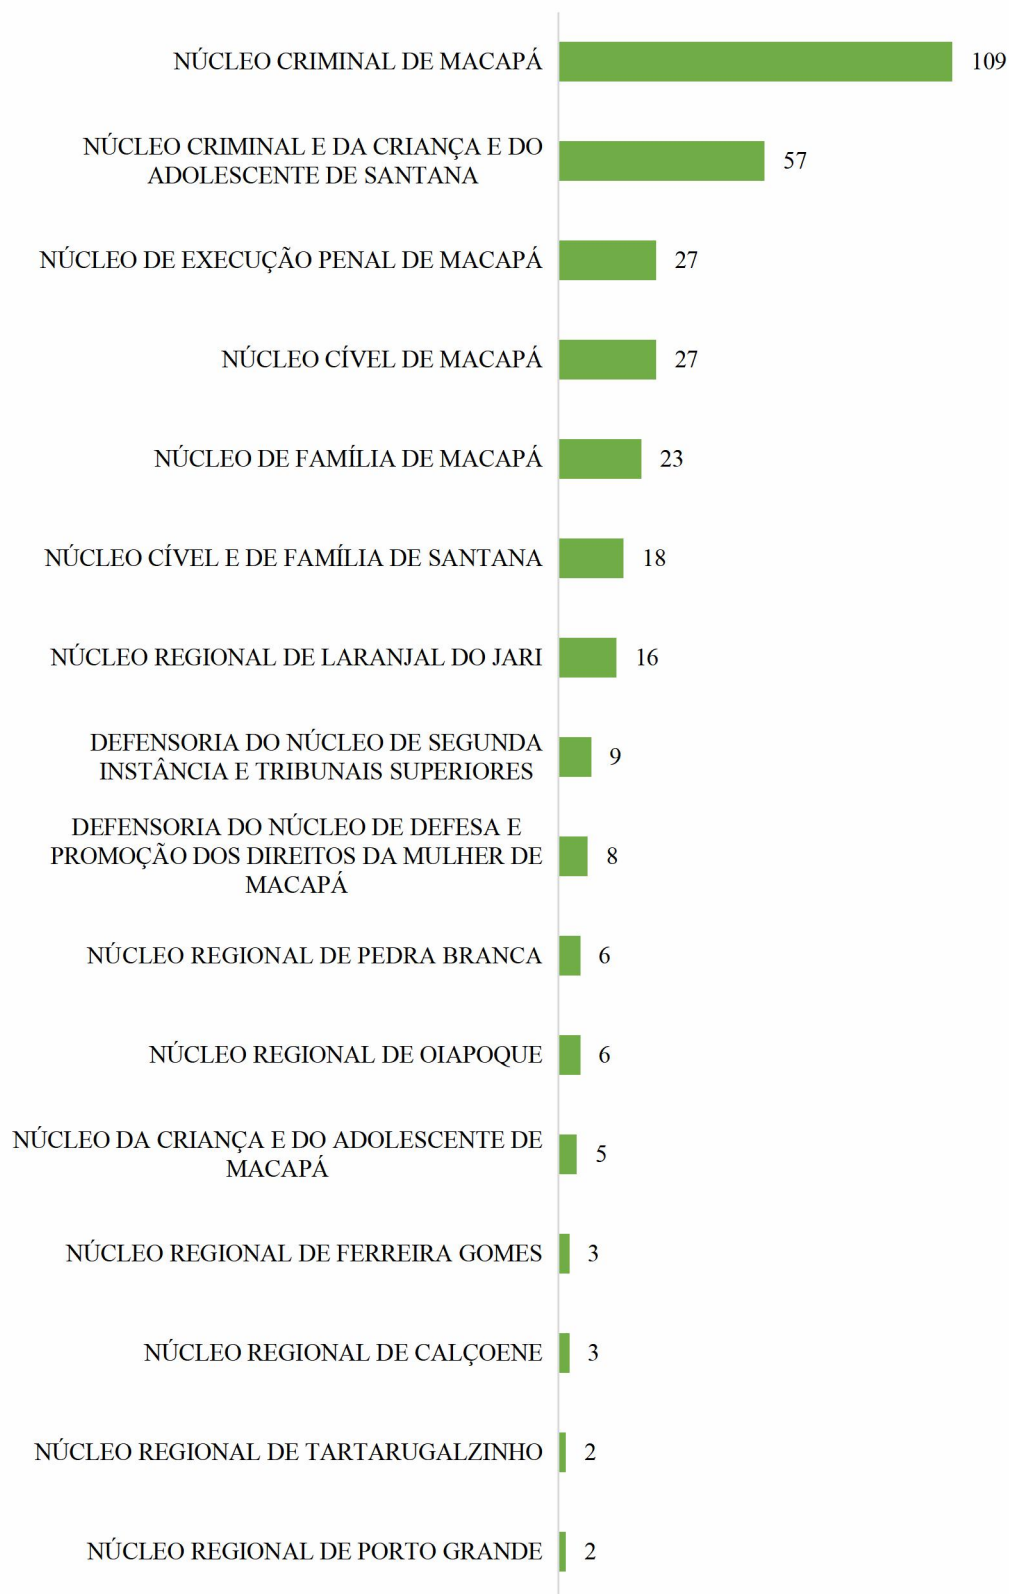 NÚCLEO CRIMINAL DE MACAPÁ 109
NÚCLEO CRIMINAL E DA CRIANÇA E DO
ADOLESCENTE DE SANTANA
57
NÚCLEO DE EXECUÇÃO PENAL DE MACAPÁ 27
NÚCLEO CÍVEL DE MACAPÁ 27
NÚCLEO DE FAMÍLIA DE MACAPÁ 23
NÚCLEO CÍVEL E DE FAMÍLIA DE SANTANA 18
NÚCLEO REGIONAL DE LARANJAL DO JARI 16
DEFENSORIA DO NÚCLEO DE SEGUNDA
INSTÂNCIA E TRIBUNAIS SUPERIORES
9
DEFENSORIA DO NÚCLEO DE DEFESA E
PROMOÇÃO DOS DIREITOS DA MULHER DE
MACAPÁ
8
NÚCLEO REGIONAL DE PEDRA BRANCA 6
NÚCLEO REGIONAL DE OIAPOQUE 6
NÚCLEO DA CRIANÇA E DO ADOLESCENTE DE
MACAPÁ
5
NÚCLEO REGIONAL DE FERREIRA GOMES 3
NÚCLEO REGIONAL DE CALÇOENE 3
NÚCLEO REGIONAL DE TARTARUGALZINHO 2
NÚCLEO REGIONAL DE PORTO GRANDE 2